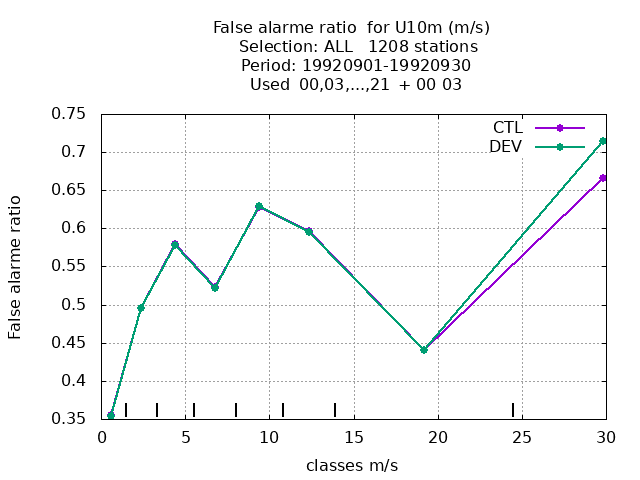 False alarme ratio  for U10m (m/s)
Selection: ALL   1208 stations
Period: 19920901-19920930
Used  00,03,...,21  + 00 03
CTL
DEV
0.75
0.7
0.65
0.6
0.55
0.5
0.45
0.4
0.35
False alarme ratio
0 5 10 15 20 25 30
classes m/s